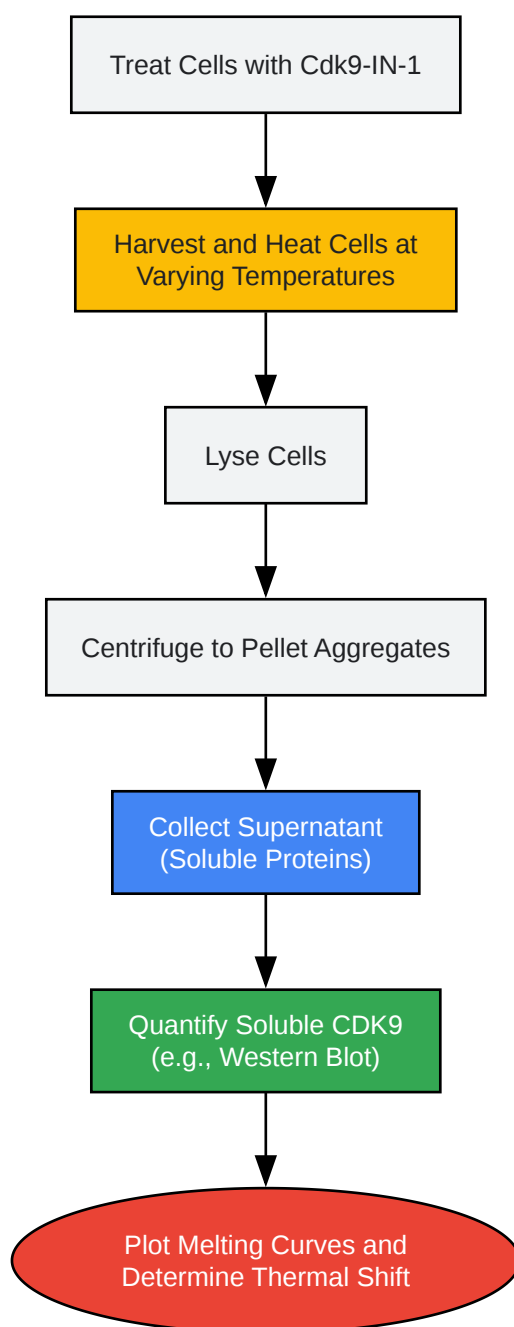 Treat Cells with Cdk9-IN-1
Harvest and Heat Cells at
Varying Temperatures
Lyse Cells
Centrifuge to Pellet Aggregates
Collect Supernatant
(Soluble Proteins)
Quantify Soluble CDK9
(e.g., Western Blot)
Plot Melting Curves and
Determine Thermal Shift